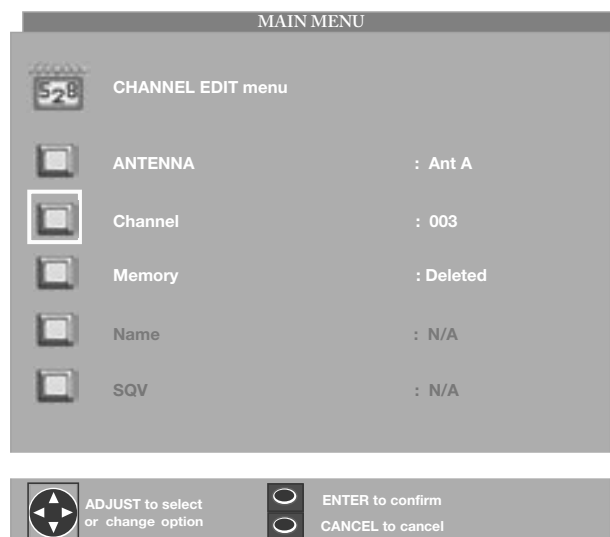 MAIN MENU
S2B
CHANNEL EDIT menu
ANTENNA : Ant A
Channel : 003
Memory : Deleted
Name : N/A
SQV : N/A
ADJUST to select
or change option
ENTER to confirm
CANCEL to cancel